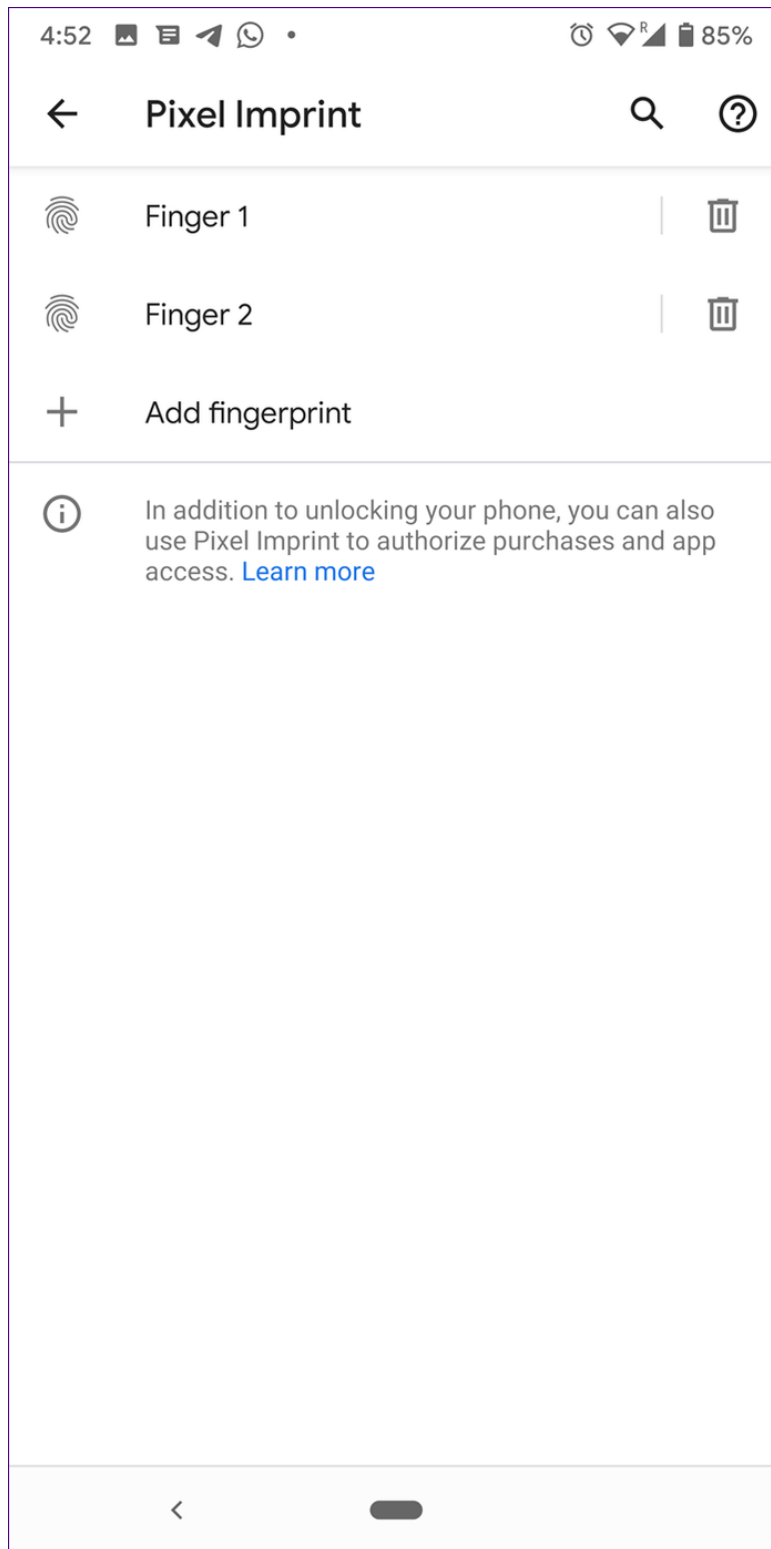 4:52 R 85%
Pixel Imprint
Finger 1
Finger 2
Add fingerprint
In addition to unlocking your phone, you can also
use Pixel Imprint to authorize purchases and app
access. Learn more